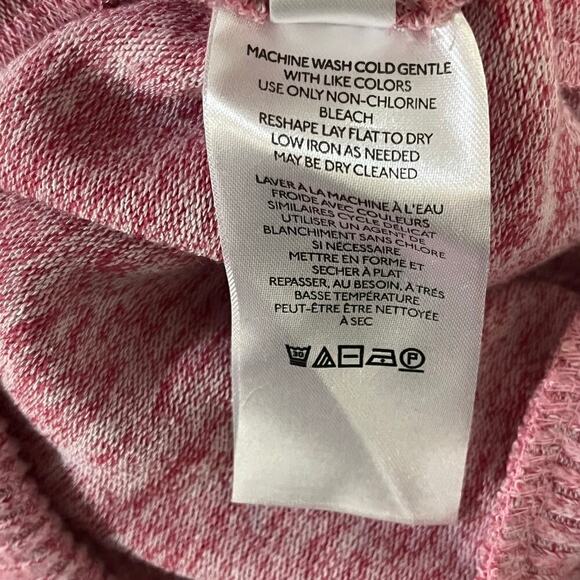 MACHINE WASH COLD GENTLE
WITH LIKE COLORS
USE ONLY NON-CHLORINE
BLEACH
RESHAPE LAY FLAT TO DRY
LOW IRON AS NEEDED
MAY BE DRY CLEANED
LAVER À LA MACHINE À L'EAU
FROIDE AVEC COULEURS
SIMILAIRES CYCLE DÉLICAT
UTILISER UN AGENT DE
BLANCHIMENT SANS CHLORE
SI NÉCESSAIRE
METTRE EN FORME ET
SÉCHER À PLAT
REPASSER, AU BESOIN, À TRÈS
BASSE TEMPÉRATURE
PEUT-ÊTRE ÊTRE NETTOYÉE
À SEC
30 P